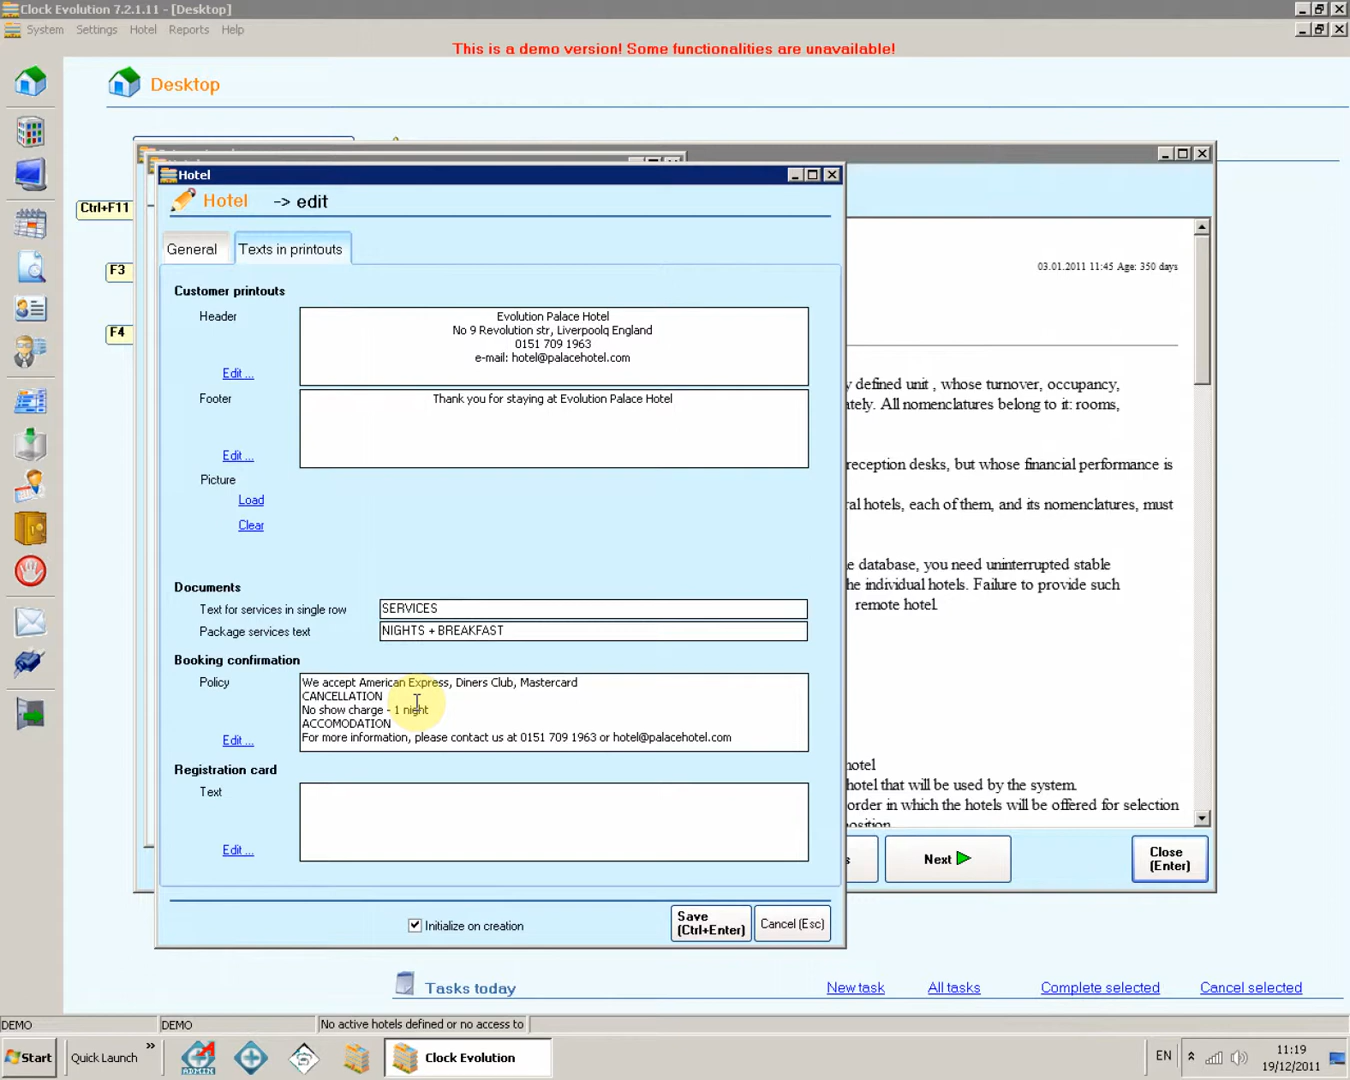 Clock Evolution 7.2.1.11 - [Desktop]
System Settings Hotel Reports Help
This is a demo version! Some functionalities are unavailable!
Desktop
Hotel
Hotel -> edit
Ctrl+F11
General Texts in printouts
F3
F4
03.01.2011 11:45 Age: 350 days
Customer printouts
Header
Evolution Palace Hotel
No 9 Revolution str, Liverpoolq England
0151 709 1963
e-mail: hotel@palacehotel.com
Edit ...
Footer
Thank you for staying at Evolution Palace Hotel
Edit ...
Picture
Load
Clear
y defined unit , whose turnover, occupancy,
ately. All nomenclatures belong to it: rooms,
reception desks, but whose financial performance is
ral hotels, each of them, and its nomenclatures, must
e database, you need uninterrupted stable
he individual hotels. Failure to provide such
remote hotel.
Documents
Text for services in single row SERVICES
Package services text NIGHTS + BREAKFAST
Booking confirmation
Policy
We accept American Express, Diners Club, Mastercard
CANCELLATION
No show charge - 1 night
ACCOMODATION
For more information, please contact us at 0151 709 1963 or hotel@palacehotel.com
Edit ...
Registration card
Text
Edit ...
otel
hotel that will be used by the system.
order in which the hotels will be offered for selection
s Next
Close
(Enter)
Initialize on creation
Save
(Ctrl+Enter)
Cancel (Esc)
Tasks today New task All tasks Complete selected Cancel selected
DEMO DEMO No active hotels defined or no access to
Start Quick Launch » ADMIN Clock Evolution EN 11:19
19/12/2011